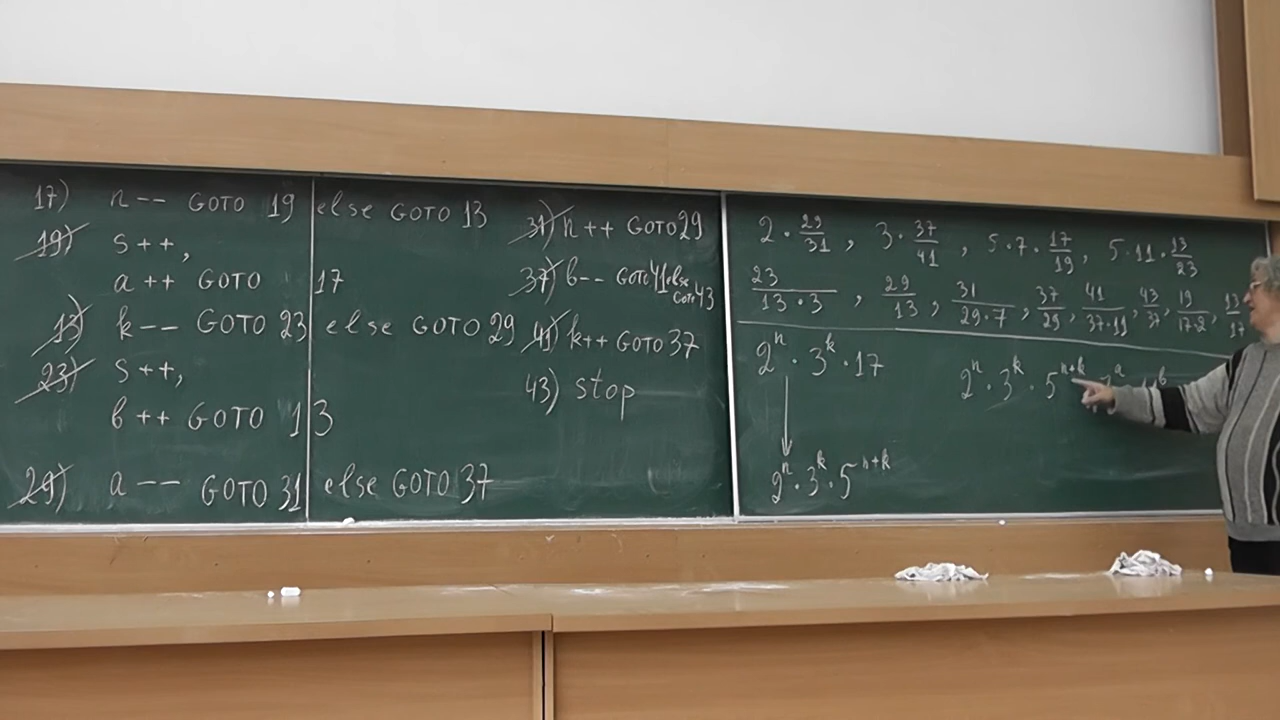 17) n-- GOTO 19 else GOTO 13
19) S++,
a++ GOTO 17
13) k-- GOTO 23 else GOTO 29
23) S++,
b++ GOTO 13
29) a-- GOTO 31 else GOTO 37
31) n++ GOTO 29
37) b-- GOTO 41 else
GOTO 43
41) k++ GOTO 37
43) stop
2 · 29/31 , 3 · 37/41 , 5 · 7 · 17/19 , 5 · 11 · 13/23
23/(13 · 3) , 29/13 , 31/(29 · 7) , 37/29 , 41/(37 · 11) , 43/37 , 19/(17 · 2) , 13/17
2^n · 3^k · 17
2^n · 3^k · 5^(n+k)
2^n · 3^k · 5^(n+k)